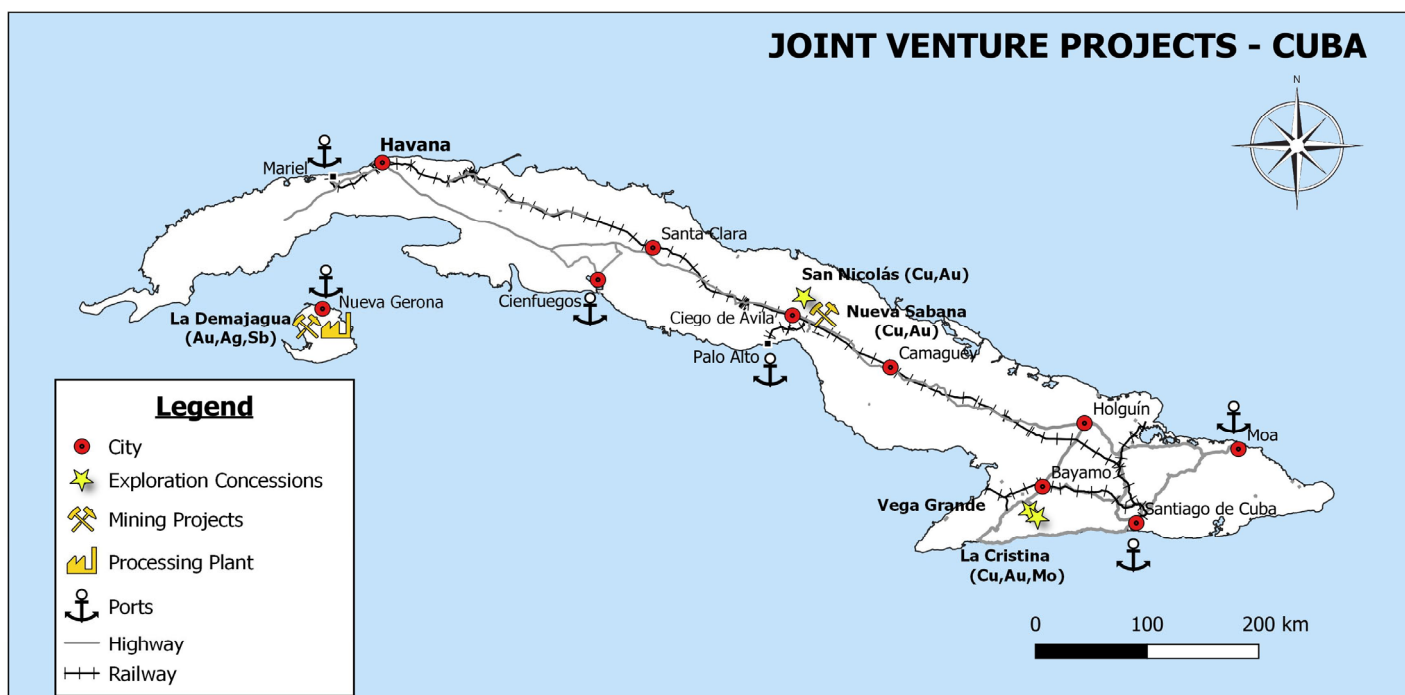 JOINT VENTURE PROJECTS - CUBA
N
Havana
Mariel
Santa Clara
San Nicolás (Cu,Au)
Nueva Gerona
Cienfuegos
La Demajagua
(Au,Ag,Sb)
Ciego de Ávila
Nueva Sabana
(Cu,Au)
Palo Alto
Camaguey
Holguín
Moa
Bayamo
Vega Grande
Santiago de Cuba
La Cristina
(Cu,Au,Mo)
Legend
City
Exploration Concessions
Mining Projects
Processing Plant
Ports
Highway
Railway
0 100 200 km